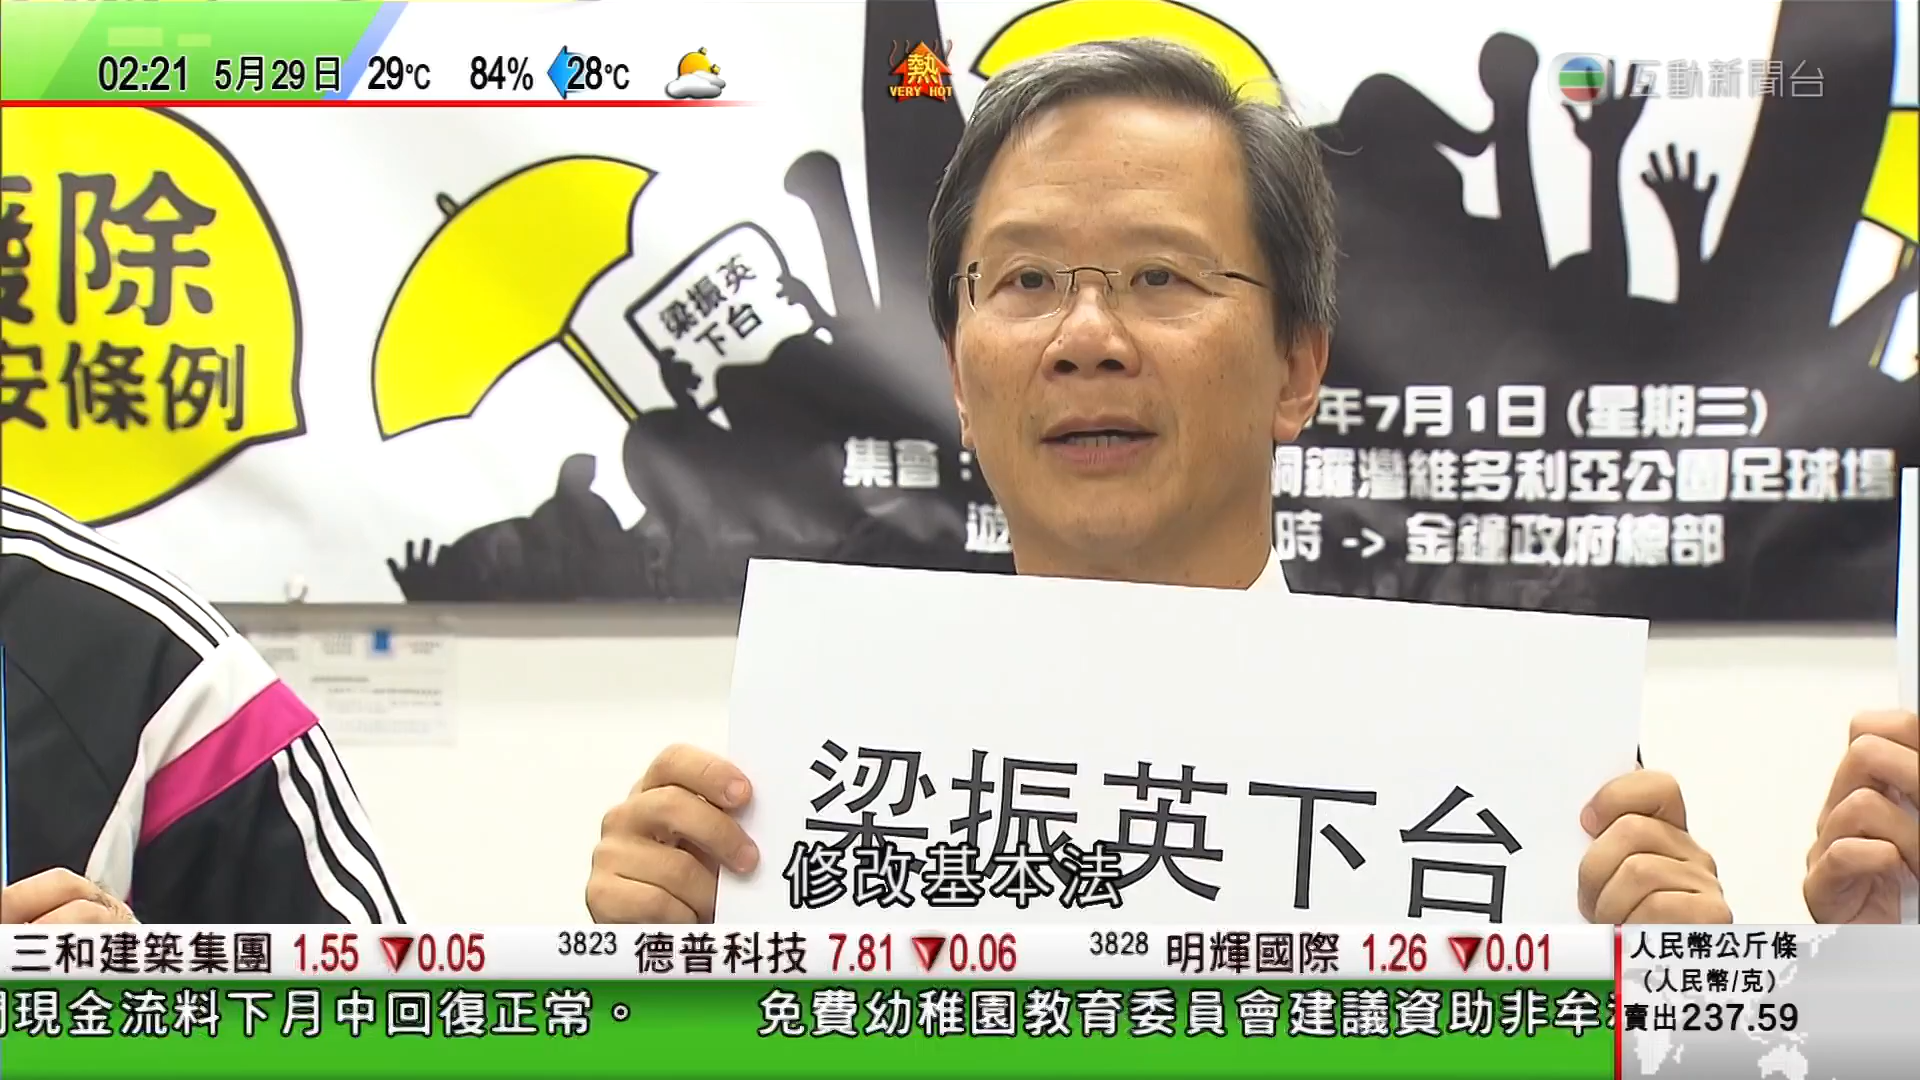 02:21 5月29日 29℃ 84% 28℃
熱
VERY HOT
互動新聞台
廢除
安條例
梁振英
下台
年7月1日 (星期三)
集會:
銅鑼灣維多利亞公園足球場
遊
時 -> 金鐘政府總部
梁振英下台
修改基本法
三和建築集團 1.55 ▼0.05 3823 德普科技 7.81 ▼0.06 3828 明輝國際 1.26 ▼0.01
現金流料下月中回復正常。 免費幼稚園教育委員會建議資助非牟
人民幣公斤條
(人民幣/克)
賣出237.59